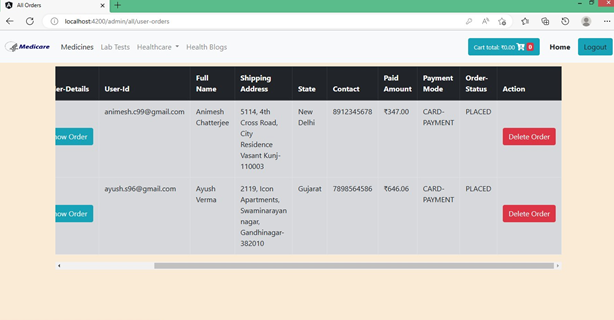 All Orders
localhost:4200/admin/all/user-orders
Medicare Medicines Lab Tests Healthcare Health Blogs Cart total: ₹0.00 0 Home Logout
er-Details User-Id Full Name Shipping Address State Contact Paid Amount Payment Mode Order-Status Action
how Order animesh.c99@gmail.com Animesh Chatterjee 5114, 4th Cross Road, City Residence Vasant Kunj-110003 New Delhi 8912345678 ₹347.00 CARD-PAYMENT PLACED Delete Order
how Order ayush.s96@gmail.com Ayush Verma 2119, Icon Apartments, Swaminarayan nagar, Gandhinagar-382010 Gujarat 7898564586 ₹646.06 CARD-PAYMENT PLACED Delete Order